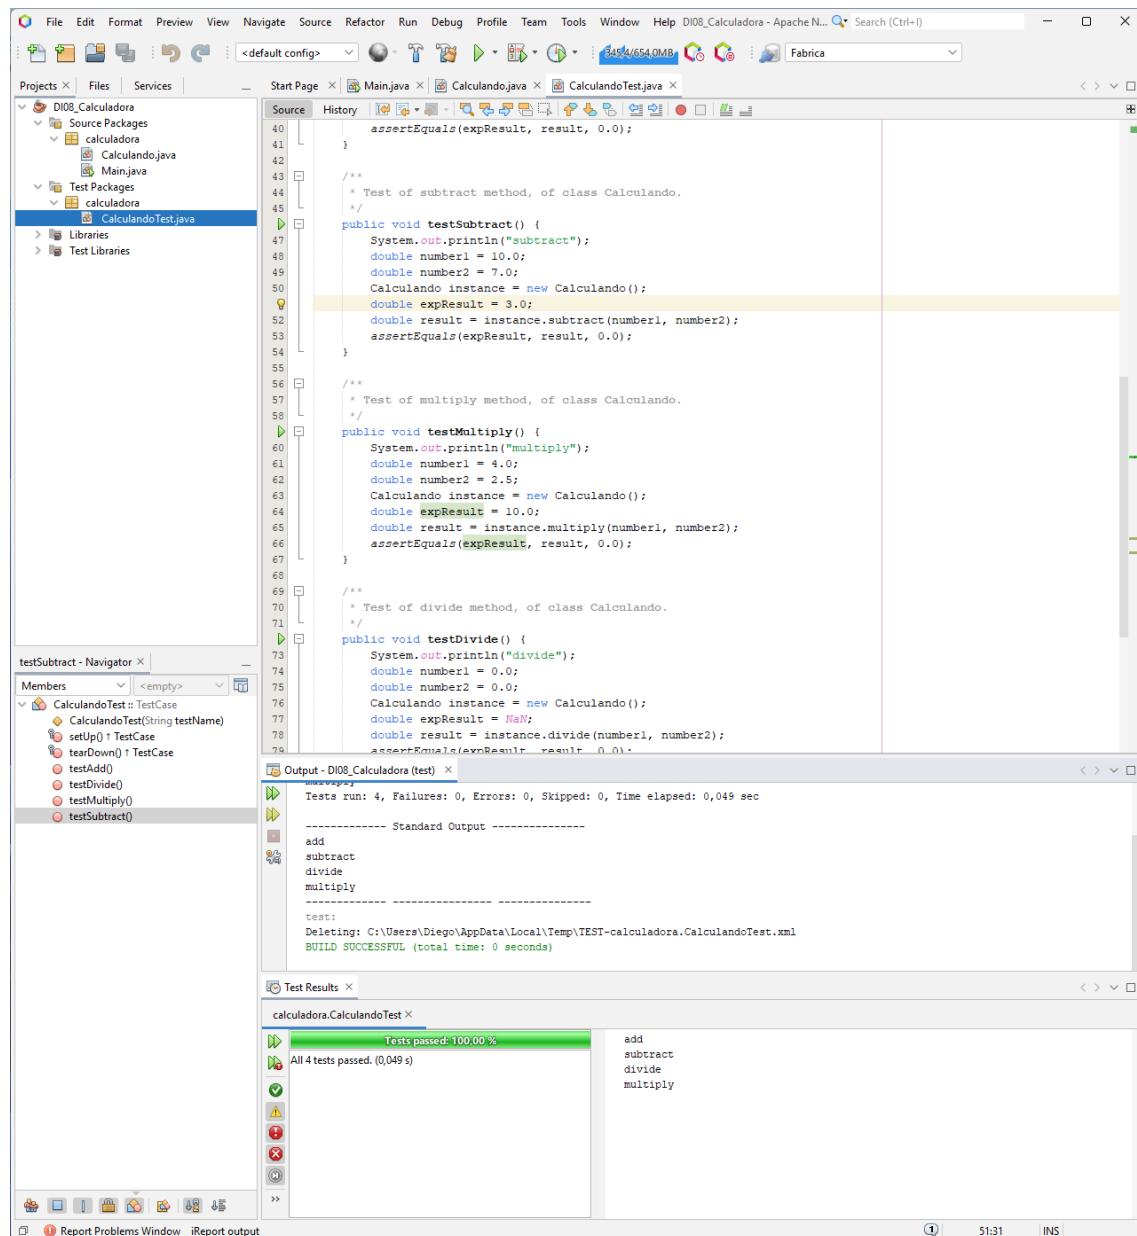 File Edit Format Preview View Navigate Source Refactor Run Debug Profile Team Tools Window Help DI08_Calculadora - Apache N... Search (Ctrl+I)
<default config> 345,4/654,0MB Fabrica
Projects Files Services
DI08_Calculadora
Source Packages
calculadora
Calculando.java
Main.java
Test Packages
calculadora
CalculandoTest.java
Libraries
Test Libraries
Start Page Main.java Calculando.java CalculandoTest.java
Source History
40 assertEquals(expResult, result, 0.0);
41 }
42
43 /**
44 * Test of subtract method, of class Calculando.
45 */
public void testSubtract() {
47 System.out.println("subtract");
48 double number1 = 10.0;
49 double number2 = 7.0;
50 Calculando instance = new Calculando();
double expResult = 3.0;
52 double result = instance.subtract(number1, number2);
53 assertEquals(expResult, result, 0.0);
54 }
55
56 /**
57 * Test of multiply method, of class Calculando.
58 */
public void testMultiply() {
60 System.out.println("multiply");
61 double number1 = 4.0;
62 double number2 = 2.5;
63 Calculando instance = new Calculando();
64 double expResult = 10.0;
65 double result = instance.multiply(number1, number2);
66 assertEquals(expResult, result, 0.0);
67 }
68
69 /**
70 * Test of divide method, of class Calculando.
71 */
public void testDivide() {
73 System.out.println("divide");
74 double number1 = 0.0;
75 double number2 = 0.0;
76 Calculando instance = new Calculando();
77 double expResult = NaN;
78 double result = instance.divide(number1, number2);
79 assertEquals(expResult, result, 0.0);
testSubtract - Navigator
Members <empty>
CalculandoTest :: TestCase
CalculandoTest(String testName)
setUp() ↑ TestCase
tearDown() ↑ TestCase
testAdd()
testDivide()
testMultiply()
testSubtract()
Output - DI08_Calculadora (test)
multiply
Tests run: 4, Failures: 0, Errors: 0, Skipped: 0, Time elapsed: 0,049 sec
------------- Standard Output ---------------
add
subtract
divide
multiply
------------- ---------------- ---------------
test:
Deleting: C:\Users\Diego\AppData\Local\Temp\TEST-calculadora.CalculandoTest.xml
BUILD SUCCESSFUL (total time: 0 seconds)
Test Results
calculadora.CalculandoTest
Tests passed: 100,00 %
All 4 tests passed. (0,049 s)
add
subtract
divide
multiply
Report Problems Window iReport output 1 51:31 INS